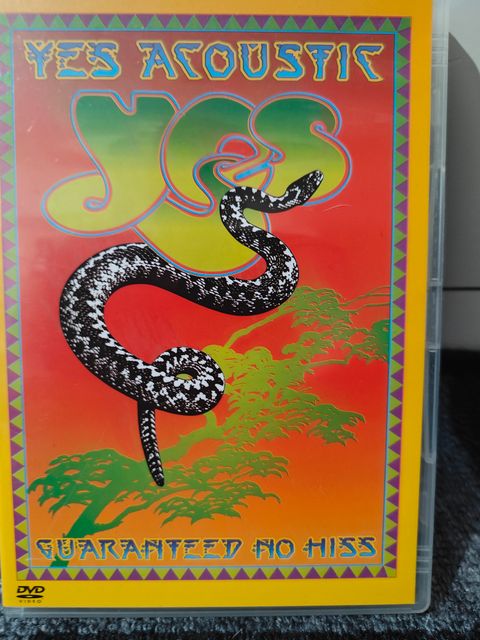 YES ACOUSTIC
YES
GUARANTEED NO HISS
DVD
VIDEO